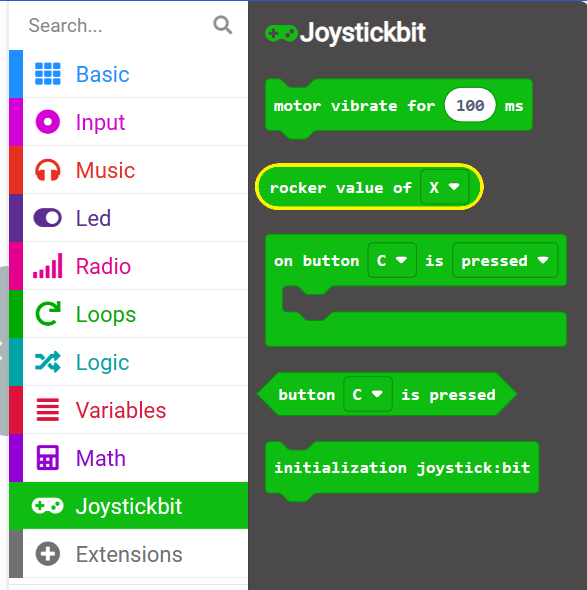 Search...
Basic
Input
Music
Led
Radio
Loops
Logic
Variables
Math
Joystickbit
Extensions
Joystickbit
motor vibrate for 100 ms
rocker value of X
on button C is pressed
button C is pressed
initialization joystick:bit